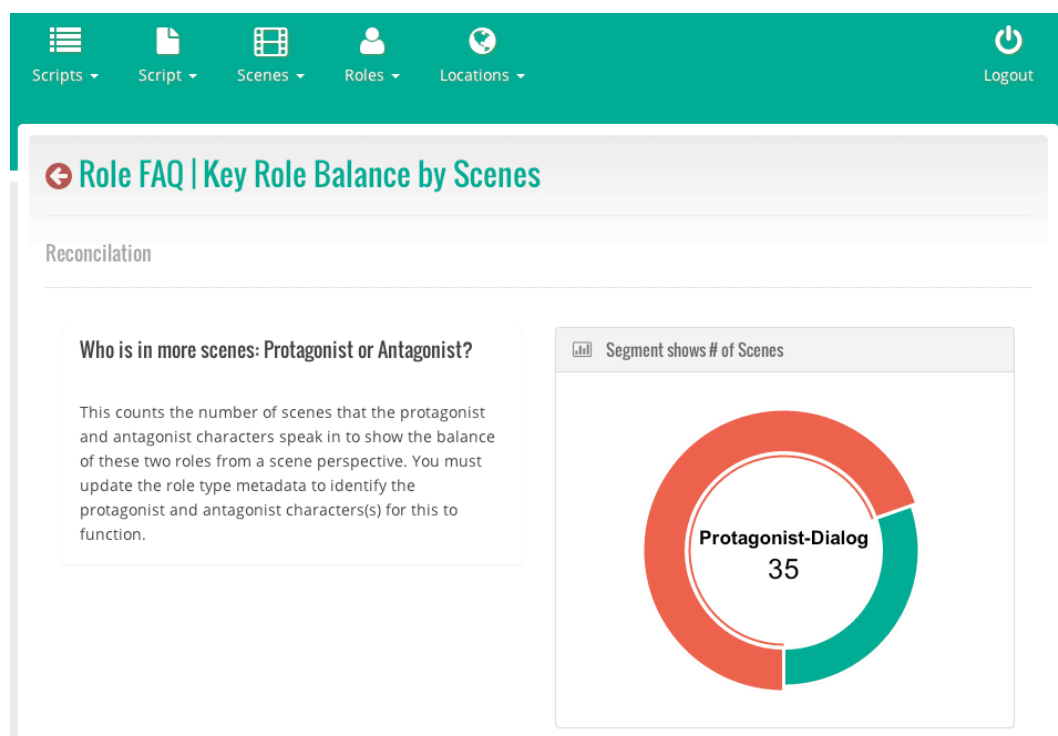 Scripts
Script
Scenes
Roles
Locations
Logout
Role FAQ | Key Role Balance by Scenes
Reconcilation
Who is in more scenes: Protagonist or Antagonist?
This counts the number of scenes that the protagonist
and antagonist characters speak in to show the balance
of these two roles from a scene perspective. You must
update the role type metadata to identify the
protagonist and antagonist characters(s) for this to
function.
Segment shows # of Scenes
Protagonist-Dialog
35